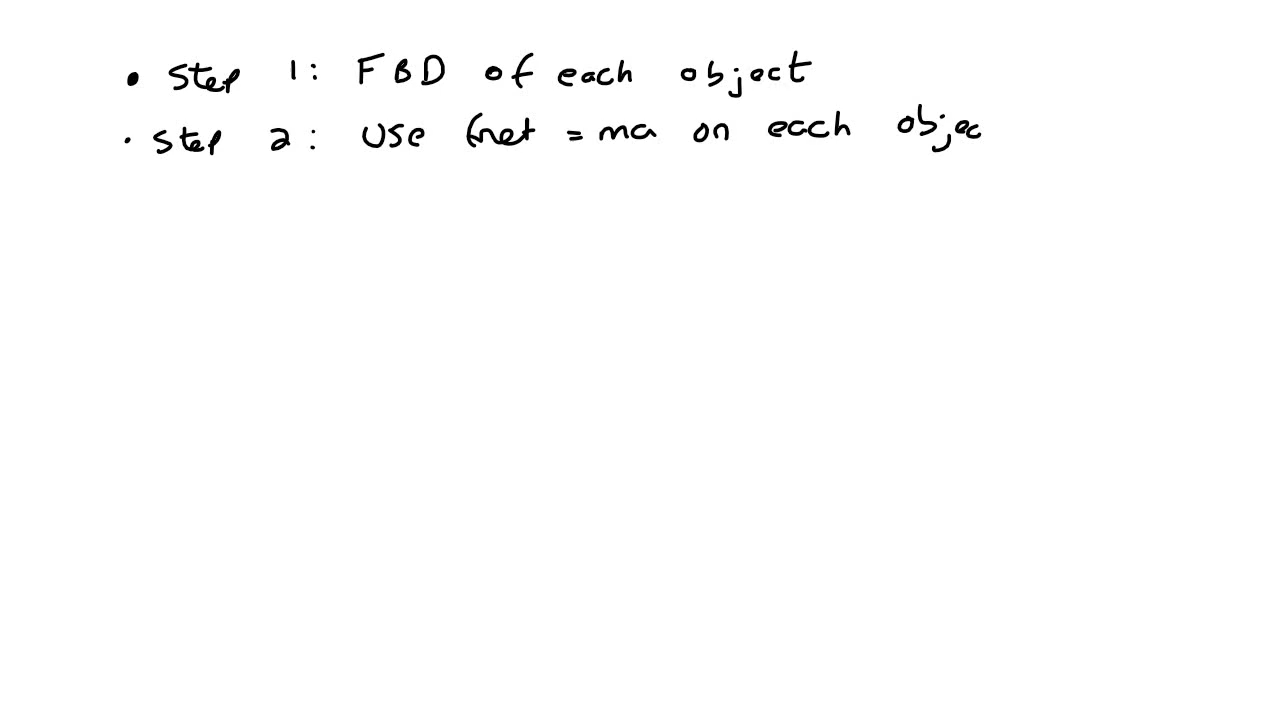 • Step 1: FBD of each object
• Step 2: Use Fnet = ma on each objec